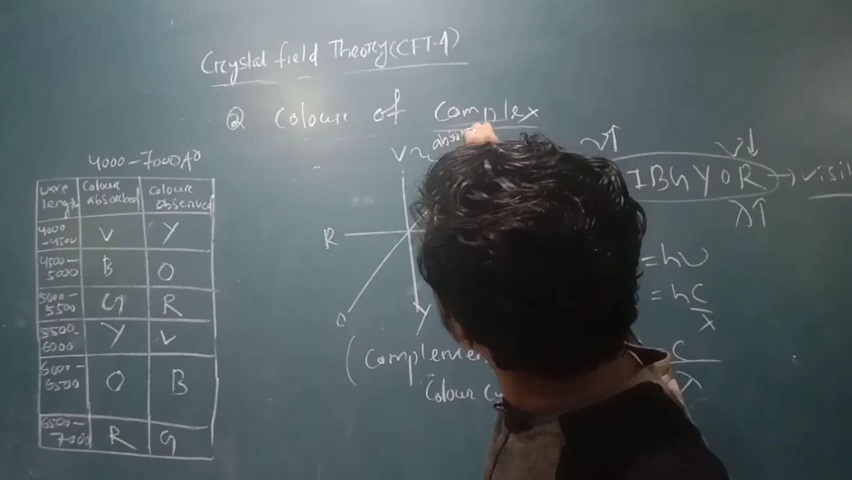 Crystal field Theory (CFT-1)
② Colour of Complex
4000-7000A°
wave length
Colour absorbed
Colour observed
4000-4500 V Y
4500-5000 B O
5000-5500 G R
5500-6000 Y V
6000-6500 O B
6500-7000 R G
V
R
O
Y
(Complemen
Colour
ν↑
ν↓
IBGYOR → visi
λ↑
= hν
= hC/λ
C/λ